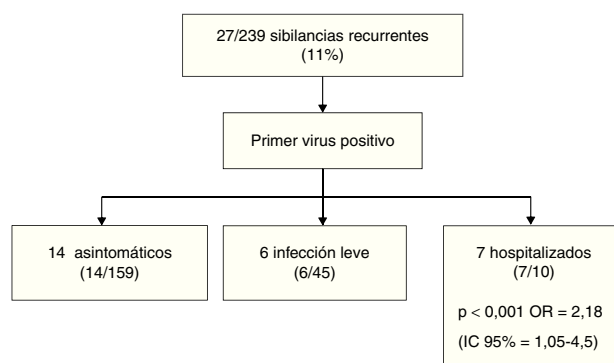 27/239 sibilancias recurrentes
(11%)
Primer virus positivo
14 asintomáticos
(14/159)
6 infección leve
(6/45)
7 hospitalizados
(7/10)
p < 0,001 OR = 2,18
(IC 95% = 1,05-4,5)